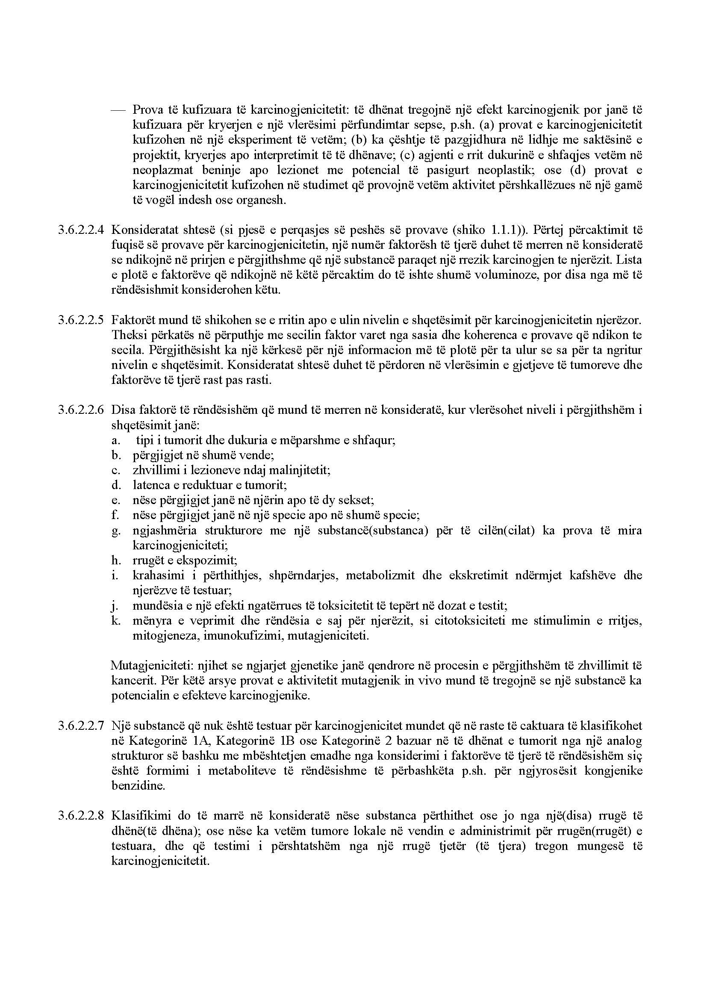 — Prova të kufizuara të karcinogjenicitetit: të dhënat tregojnë një efekt karcinogjenik por janë të
kufizuara për kryerjen e një vlerësimi përfundimtar sepse, p.sh. (a) provat e karcinogjenicitetit
kufizohen në një eksperiment të vetëm; (b) ka çështje të pazgjidhura në lidhje me saktësinë e
projektit, kryerjes apo interpretimit të të dhënave; (c) agjenti e rrit dukurinë e shfaqjes vetëm në
neoplazmat beninje apo lezionet me potencial të pasigurt neoplastik; ose (d) provat e
karcinogjenicitetit kufizohen në studimet që provojnë vetëm aktivitet përshkallëzues në një gamë
të vogël indesh ose organesh.
3.6.2.2.4 Konsideratat shtesë (si pjesë e perqasjes së peshës së provave (shiko 1.1.1)). Përtej përcaktimit të
fuqisë së provave për karcinogjenicitetin, një numër faktorësh të tjerë duhet të merren në konsideratë
se ndikojnë në prirjen e përgjithshme që një substancë paraqet një rrezik karcinogjen te njerëzit. Lista
e plotë e faktorëve që ndikojnë në këtë përcaktim do të ishte shumë voluminoze, por disa nga më të
rëndësishmit konsiderohen këtu.
3.6.2.2.5 Faktorët mund të shikohen se e rritin apo e ulin nivelin e shqetësimit për karcinogjenicitetin njerëzor.
Theksi përkatës në përputhje me secilin faktor varet nga sasia dhe koherenca e provave që ndikon te
secila. Përgjithësisht ka një kërkesë për një informacion më të plotë për ta ulur se sa për ta ngritur
nivelin e shqetësimit. Konsideratat shtesë duhet të përdoren në vlerësimin e gjetjeve të tumoreve dhe
faktorëve të tjerë rast pas rasti.
3.6.2.2.6 Disa faktorë të rëndësishëm që mund të merren në konsideratë, kur vlerësohet niveli i përgjithshëm i
shqetësimit janë:
a. tipi i tumorit dhe dukuria e mëparshme e shfaqur;
b. përgjigjet në shumë vende;
c. zhvillimi i lezioneve ndaj malinjitetit;
d. latenca e reduktuar e tumorit;
e. nëse përgjigjet janë në njërin apo të dy sekset;
f. nëse përgjigjet janë në një specie apo në shumë specie;
g. ngjashmëria strukturore me një substancë(substanca) për të cilën(cilat) ka prova të mira
karcinogjeniciteti;
h. rrugët e ekspozimit;
i. krahasimi i përthithjes, shpërndarjes, metabolizmit dhe ekskretimit ndërmjet kafshëve dhe
njerëzve të testuar;
j. mundësia e një efekti ngatërrues të toksicitetit të tepërt në dozat e testit;
k. mënyra e veprimit dhe rëndësia e saj për njerëzit, si citotoksiciteti me stimulimin e rritjes,
mitogjeneza, imunokufizimi, mutagjeniciteti.
Mutagjeniciteti: njihet se ngjarjet gjenetike janë qendrore në procesin e përgjithshëm të zhvillimit të
kancerit. Për këtë arsye provat e aktivitetit mutagjenik in vivo mund të tregojnë se një substancë ka
potencialin e efekteve karcinogjenike.
3.6.2.2.7 Një substancë që nuk është testuar për karcinogjenicitet mundet që në raste të caktuara të klasifikohet
në Kategorinë 1A, Kategorinë 1B ose Kategorinë 2 bazuar në të dhënat e tumorit nga një analog
strukturor së bashku me mbështetjen emadhe nga konsiderimi i faktorëve të tjerë të rëndësishëm siç
është formimi i metaboliteve të rëndësishme të përbashkëta p.sh. për ngjyrosësit kongjenike
benzidine.
3.6.2.2.8 Klasifikimi do të marrë në konsideratë nëse substanca përthithet ose jo nga një(disa) rrugë të
dhënë(të dhëna); ose nëse ka vetëm tumore lokale në vendin e administrimit për rrugën(rrugët) e
testuara, dhe që testimi i përshtatshëm nga një rrugë tjetër (të tjera) tregon mungesë të
karcinogjenicitetit.